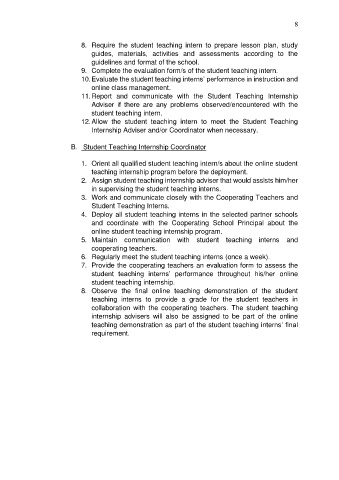 8
8. Require the student teaching intern to prepare lesson plan, study
guides, materials, activities and assessments according to the
guidelines and format of the school.
9. Complete the evaluation form/s of the student teaching intern.
10. Evaluate the student teaching interns' performance in instruction and
online class management.
11. Report and communicate with the Student Teaching Internship
Adviser if there are any problems observed/encountered with the
student teaching intern.
12. Allow the student teaching intern to meet the Student Teaching
Internship Adviser and/or Coordinator when necessary.
B. Student Teaching Internship Coordinator
1. Orient all qualified student teaching intern/s about the online student
teaching internship program before the deployment.
2. Assign student teaching internship adviser that would assists him/her
in supervising the student teaching interns.
3. Work and communicate closely with the Cooperating Teachers and
Student Teaching Interns.
4. Deploy all student teaching interns in the selected partner schools
and coordinate with the Cooperating School Principal about the
online student teaching internship program.
5. Maintain communication with student teaching interns and
cooperating teachers.
6. Regularly meet the student teaching interns (once a week).
7. Provide the cooperating teachers an evaluation form to assess the
student teaching interns' performance throughout his/her online
student teaching internship.
8. Observe the final online teaching demonstration of the student
teaching interns to provide a grade for the student teachers in
collaboration with the cooperating teachers. The student teaching
internship advisers will also be assigned to be part of the online
teaching demonstration as part of the student teaching interns' final
requirement.